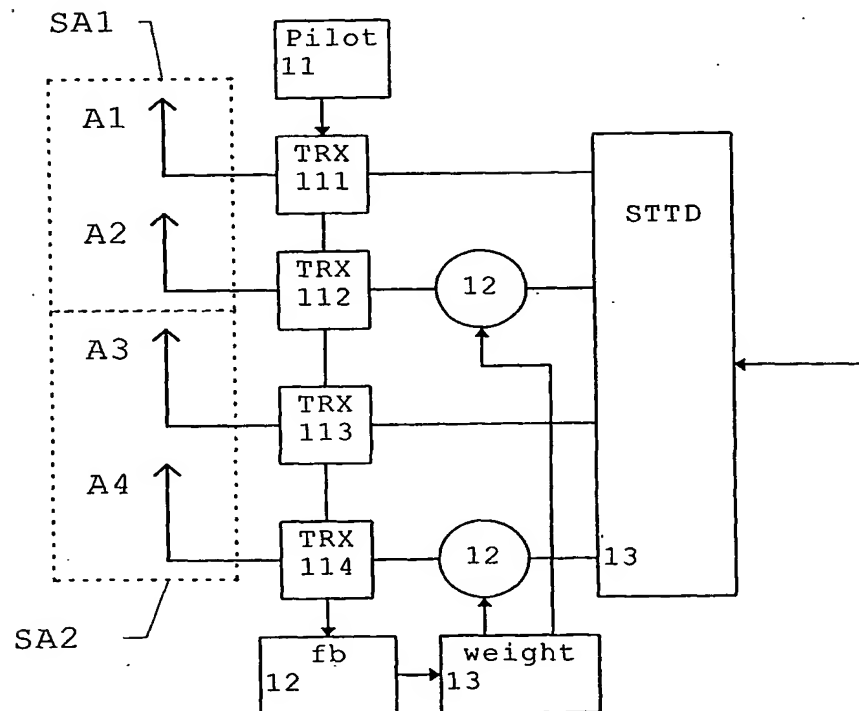 SA1
Pilot
11
A1
TRX
111
STTD
A2
TRX
112
12
A3
TRX
113
A4
TRX
114
12
13
SA2
fb
12
weight
13